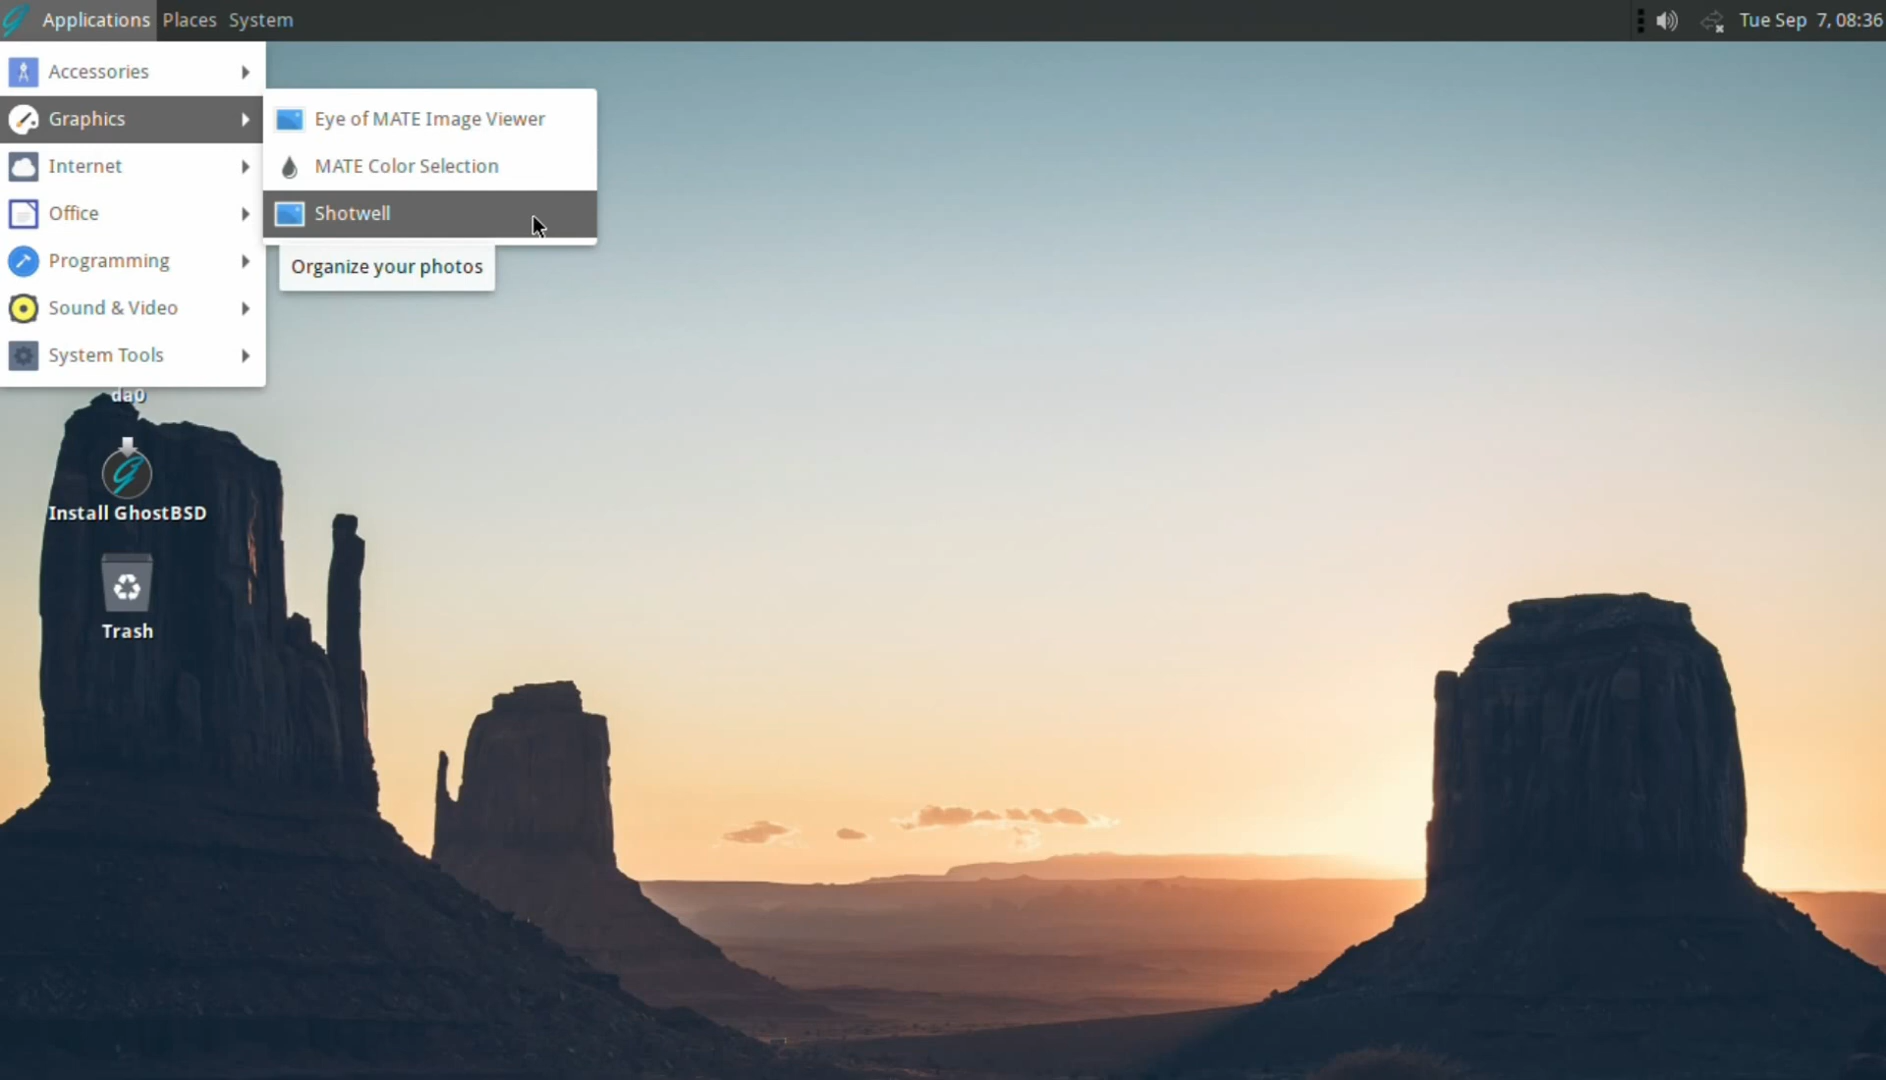 Applications Places System Tue Sep 7, 08:36
Accessories
Graphics
Internet
Office
Programming
Sound & Video
System Tools
Eye of MATE Image Viewer
MATE Color Selection
Shotwell
Organize your photos
da0
Install GhostBSD
Trash